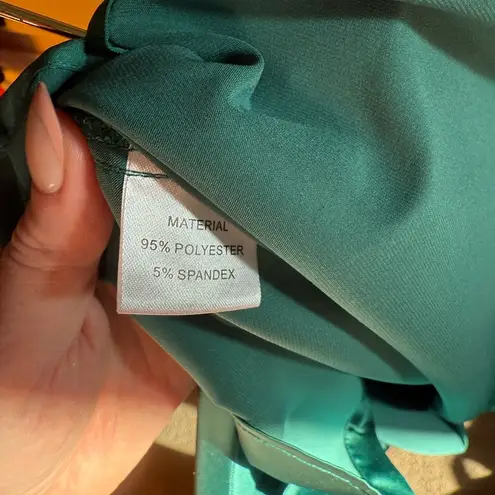 MATERIAL
95% POLYESTER
5% SPANDEX